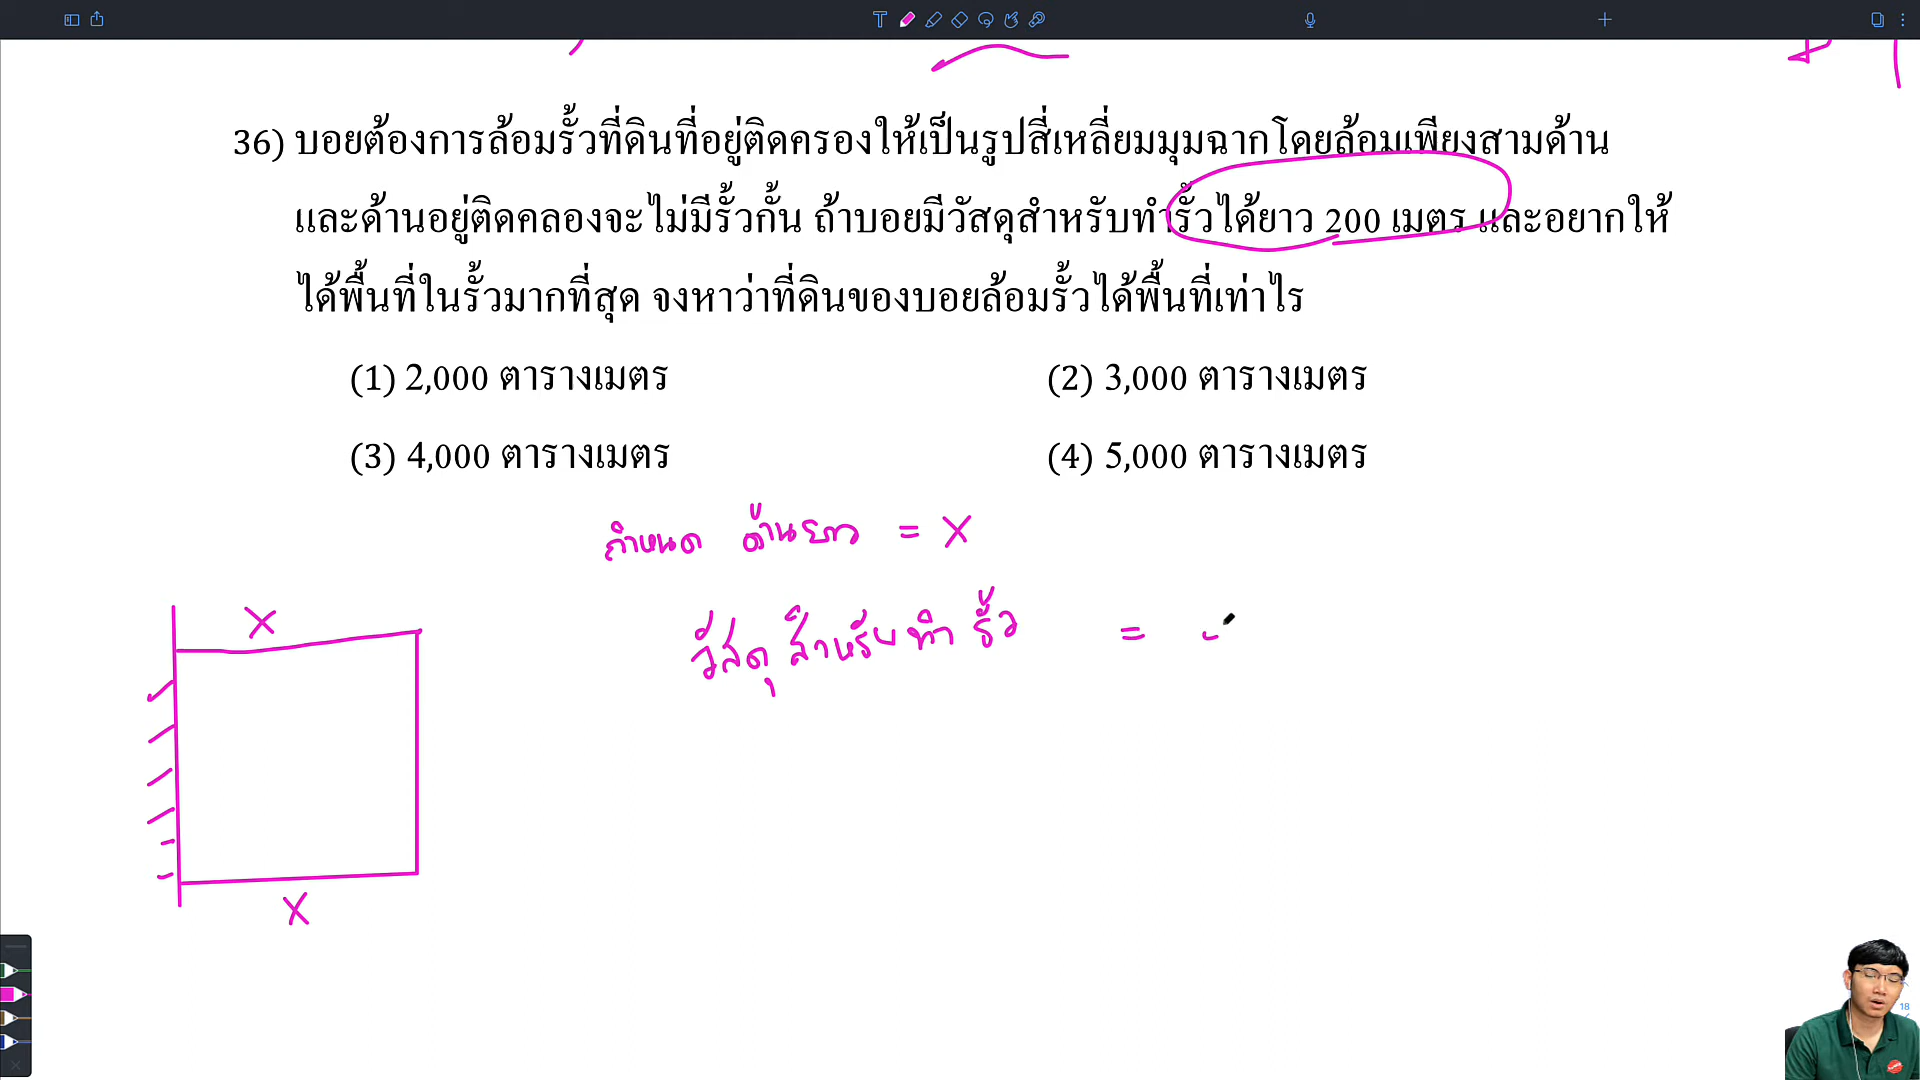 36) บอยต้องการล้อมรั้วที่ดินที่อยู่ติดครองให้เป็นรูปสี่เหลี่ยมมุมฉากโดยล้อมเพียงสามด้าน
และด้านอยู่ติดคลองจะไม่มีรั้วกั้น ถ้าบอยมีวัสดุสำหรับทำรั้วได้ยาว 200 เมตร และอยากให้
ได้พื้นที่ในรั้วมากที่สุด จงหาว่าที่ดินของบอยล้อมรั้วได้พื้นที่เท่าไร
(1) 2,000 ตารางเมตร (2) 3,000 ตารางเมตร
(3) 4,000 ตารางเมตร (4) 5,000 ตารางเมตร
กำหนด ด้านยาว = X
วัสดุสำหรับทำรั้ว =
X
X
18